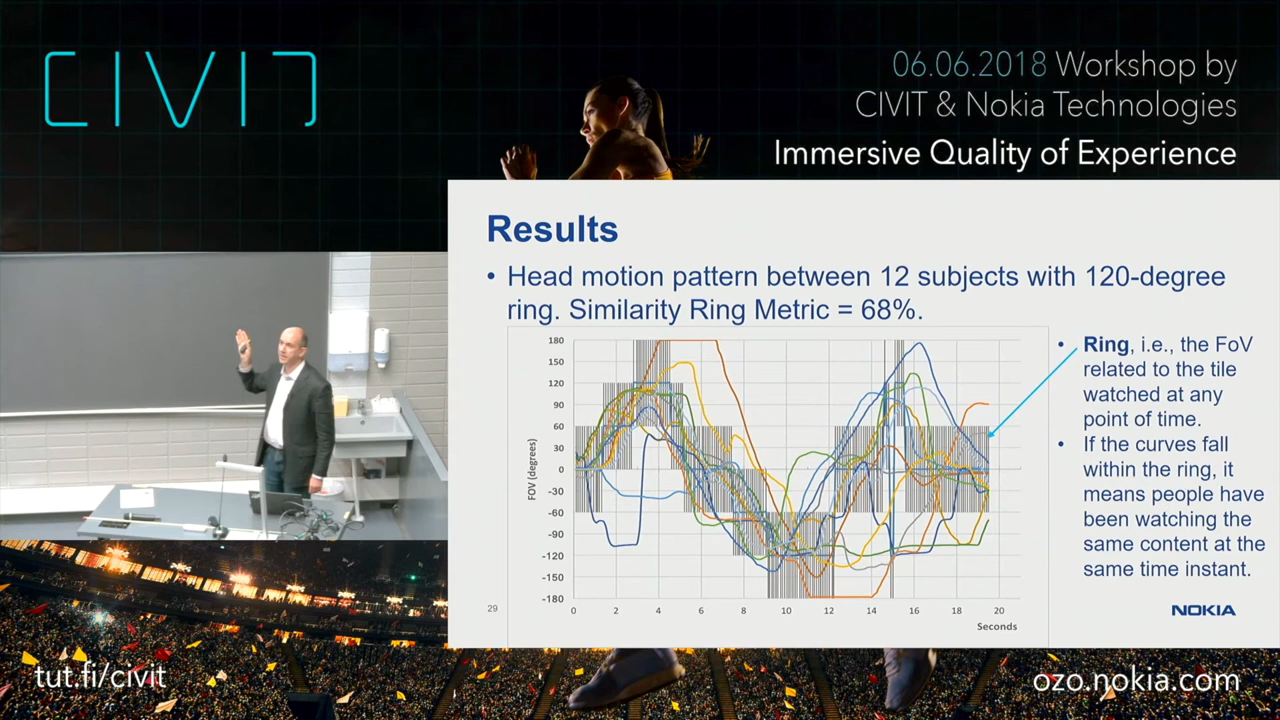 CIVIT
06.06.2018 Workshop by
CIVIT & Nokia Technologies
Immersive Quality of Experience
Results
• Head motion pattern between 12 subjects with 120-degree
ring. Similarity Ring Metric = 68%.
180
150
120
90
60
30
0
-30
-60
-90
-120
-150
-180
FOV (degrees)
0 2 4 6 8 10 12 14 16 18 20
Seconds
• Ring, i.e., the FoV
related to the tile
watched at any
point of time.
• If the curves fall
within the ring, it
means people have
been watching the
same content at the
same time instant.
29
NOKIA
tut.fi/civit
ozo.nokia.com